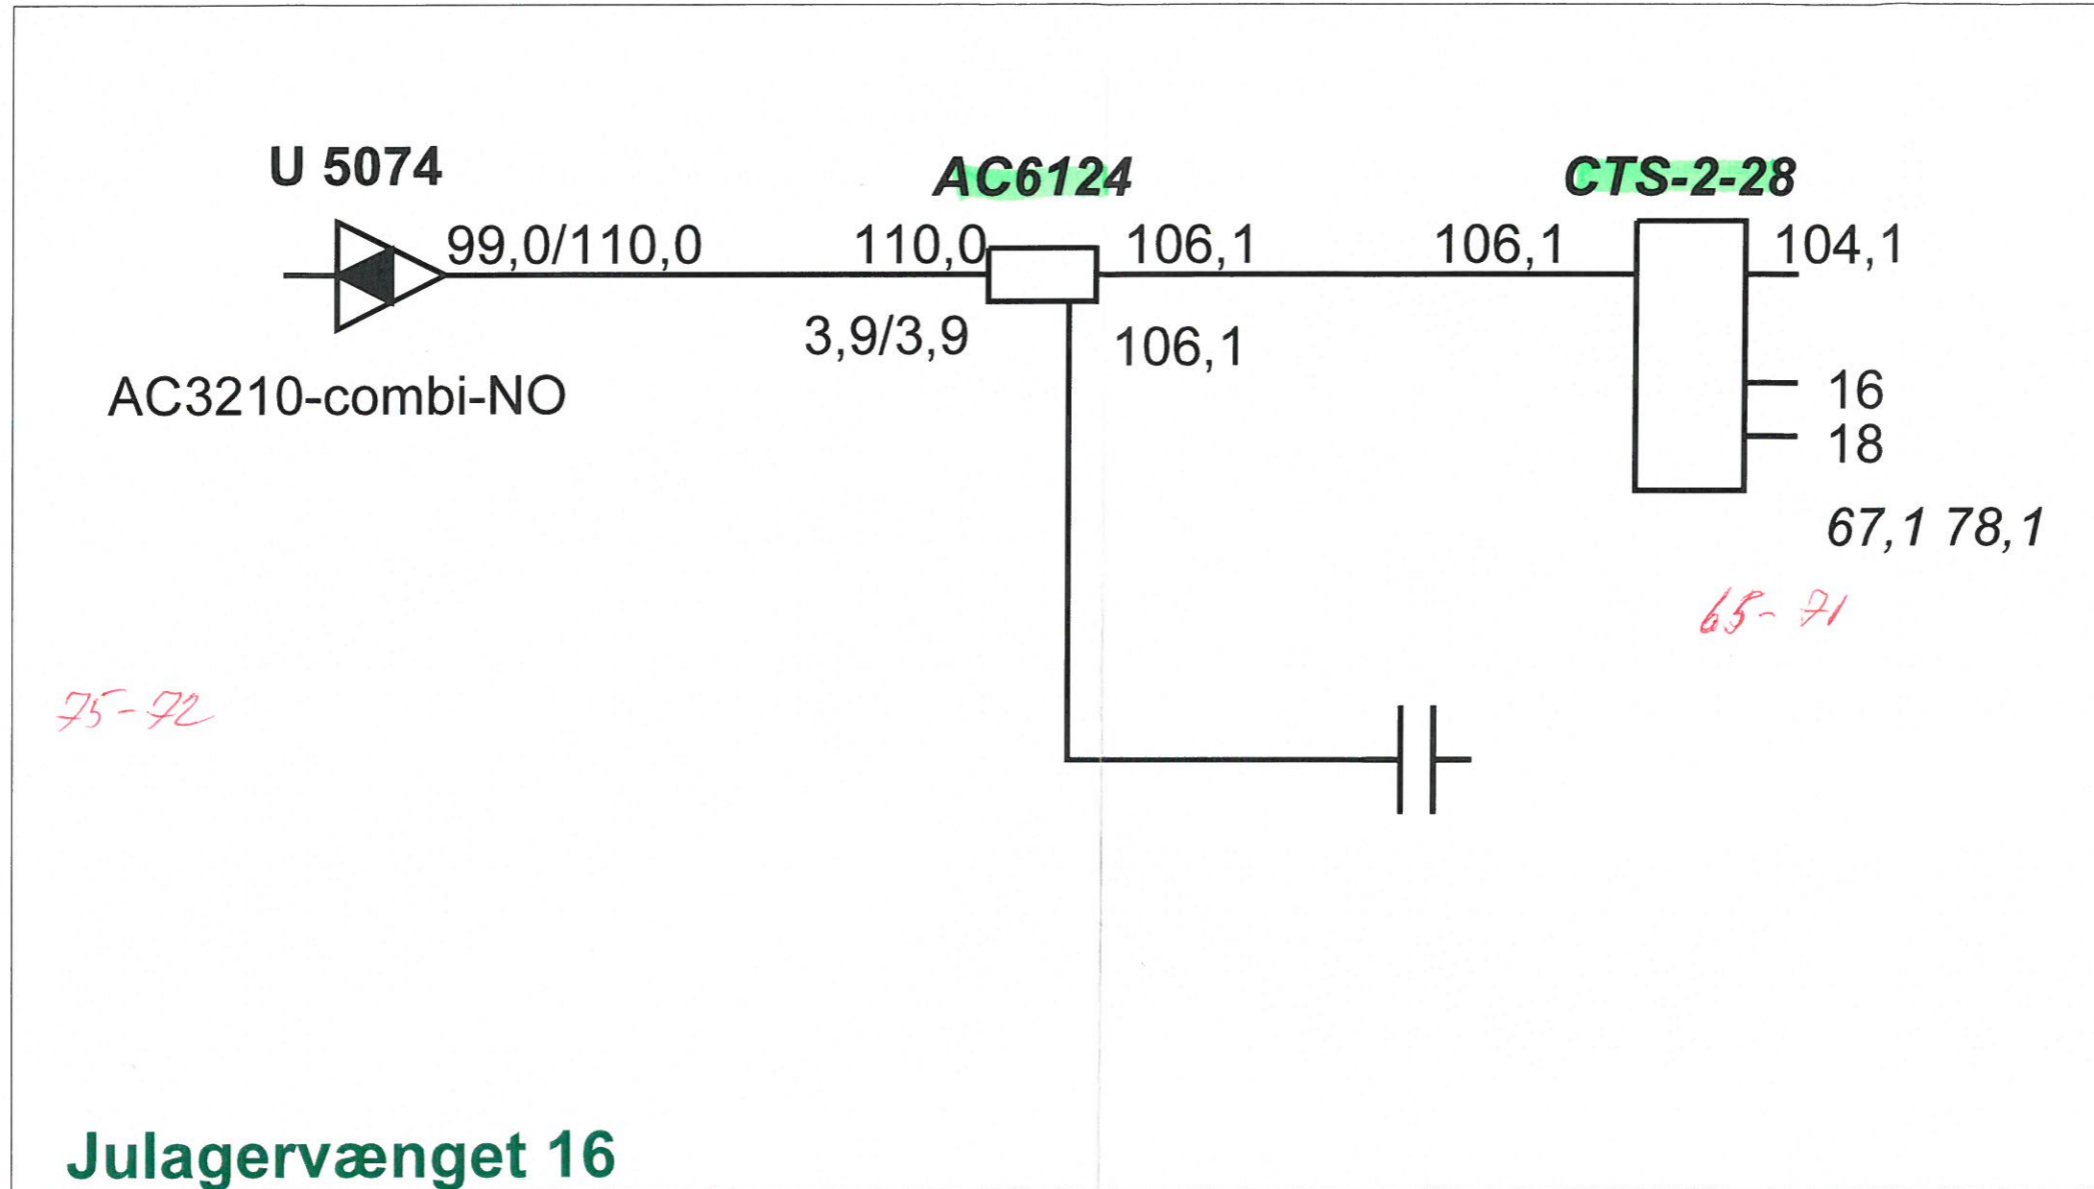 U 5074
AC6124
CTS-2-28
99,0/110,0
110,0
106,1
106,1
104,1
3,9/3,9
106,1
AC3210-combi-NO
16
18
67,1 78,1
65-71
75-72
Julagervænget 16